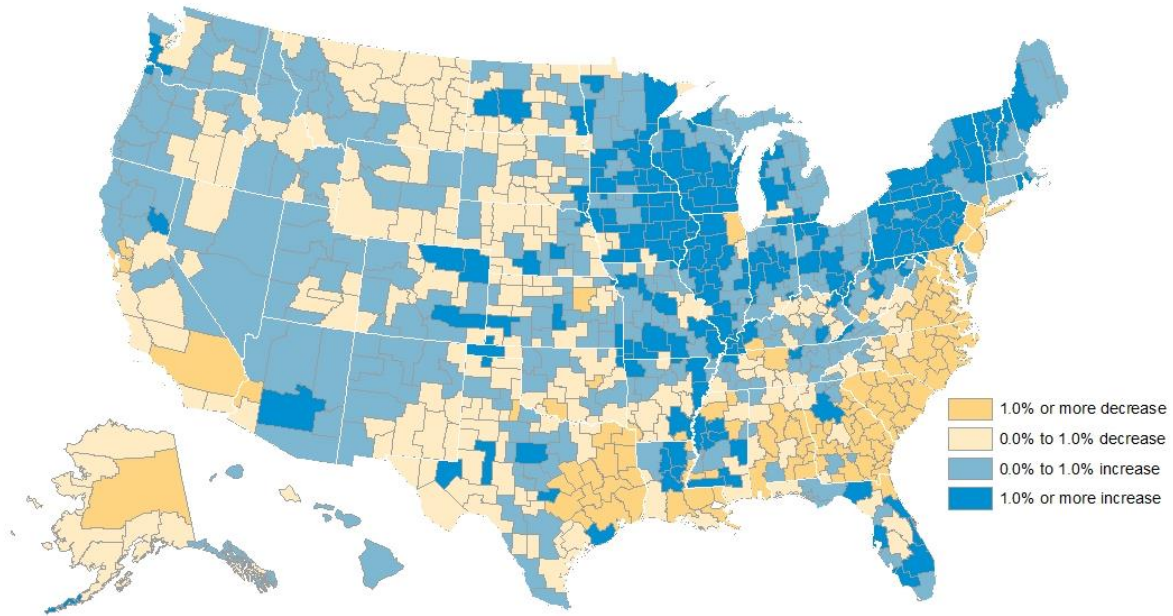 1.0% or more decrease
0.0% to 1.0% decrease
0.0% to 1.0% increase
1.0% or more increase